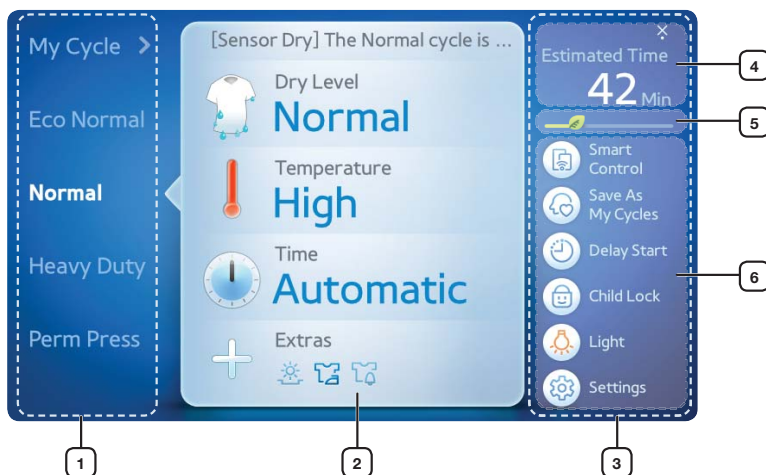 My Cycle >
Eco Normal
Normal
Heavy Duty
Perm Press
[Sensor Dry] The Normal cycle is ...
Dry Level
Normal
Temperature
High
Time
Automatic
Extras
Estimated Time
42 Min
Smart
Control
Save As
My Cycles
Delay Start
Child Lock
Light
Settings
4
5
6
1
2
3